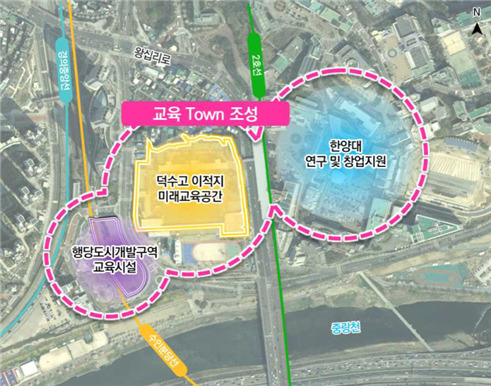 N
왕십리로
경의중앙선
2호선
교육 Town 조성
한양대
연구 및 창업지원
덕수고 이적지
미래교육공간
행당도시개발구역
교육시설
수인분당선
중랑천